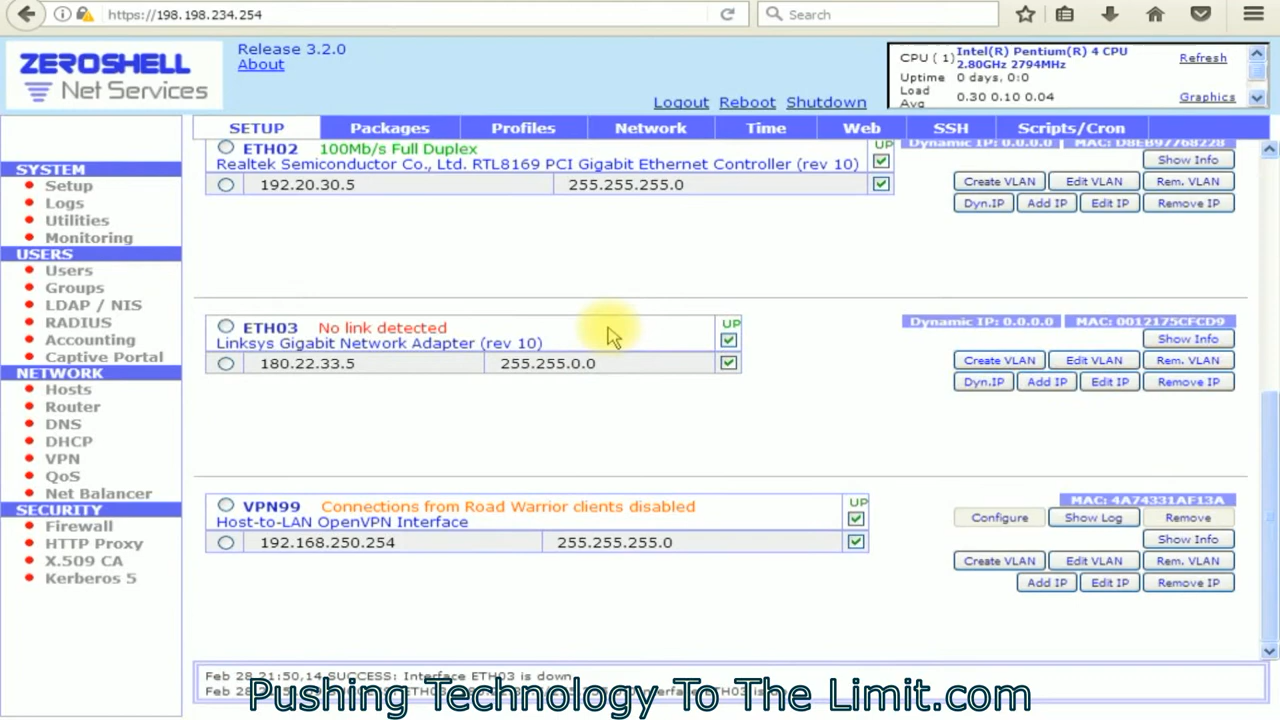 https://198.198.234.254
Search
ZEROSHELL
Net Services
Release 3.2.0
About
Logout Reboot Shutdown
CPU ( 1) Intel(R) Pentium(R) 4 CPU
2.80GHz 2794MHz
Refresh
Uptime 0 days, 0:0
Load
Avg 0.30 0.10 0.04
Graphics
SETUP Packages Profiles Network Time Web SSH Scripts/Cron
SYSTEM
Setup
Logs
Utilities
Monitoring
USERS
Users
Groups
LDAP / NIS
RADIUS
Accounting
Captive Portal
NETWORK
Hosts
Router
DNS
DHCP
VPN
QoS
Net Balancer
SECURITY
Firewall
HTTP Proxy
X.509 CA
Kerberos 5
ETH02 100Mb/s Full Duplex UP
Realtek Semiconductor Co., Ltd. RTL8169 PCI Gigabit Ethernet Controller (rev 10)
192.20.30.5 255.255.255.0
Dynamic IP: 0.0.0.0 MAC: D8EB97768228
Show Info
Create VLAN Edit VLAN Rem. VLAN
Dyn.IP Add IP Edit IP Remove IP
ETH03 No link detected UP
Linksys Gigabit Network Adapter (rev 10)
180.22.33.5 255.255.0.0
Dynamic IP: 0.0.0.0 MAC: 0012175CFCD9
Show Info
Create VLAN Edit VLAN Rem. VLAN
Dyn.IP Add IP Edit IP Remove IP
VPN99 Connections from Road Warrior clients disabled UP
Host-to-LAN OpenVPN Interface
192.168.250.254 255.255.255.0
MAC: 4A74331AF13A
Configure Show Log Remove
Show Info
Create VLAN Edit VLAN Rem. VLAN
Add IP Edit IP Remove IP
Feb 28 21:50,14 SUCCESS: Interface ETH03 is down
Pushing Technology To The Limit.com